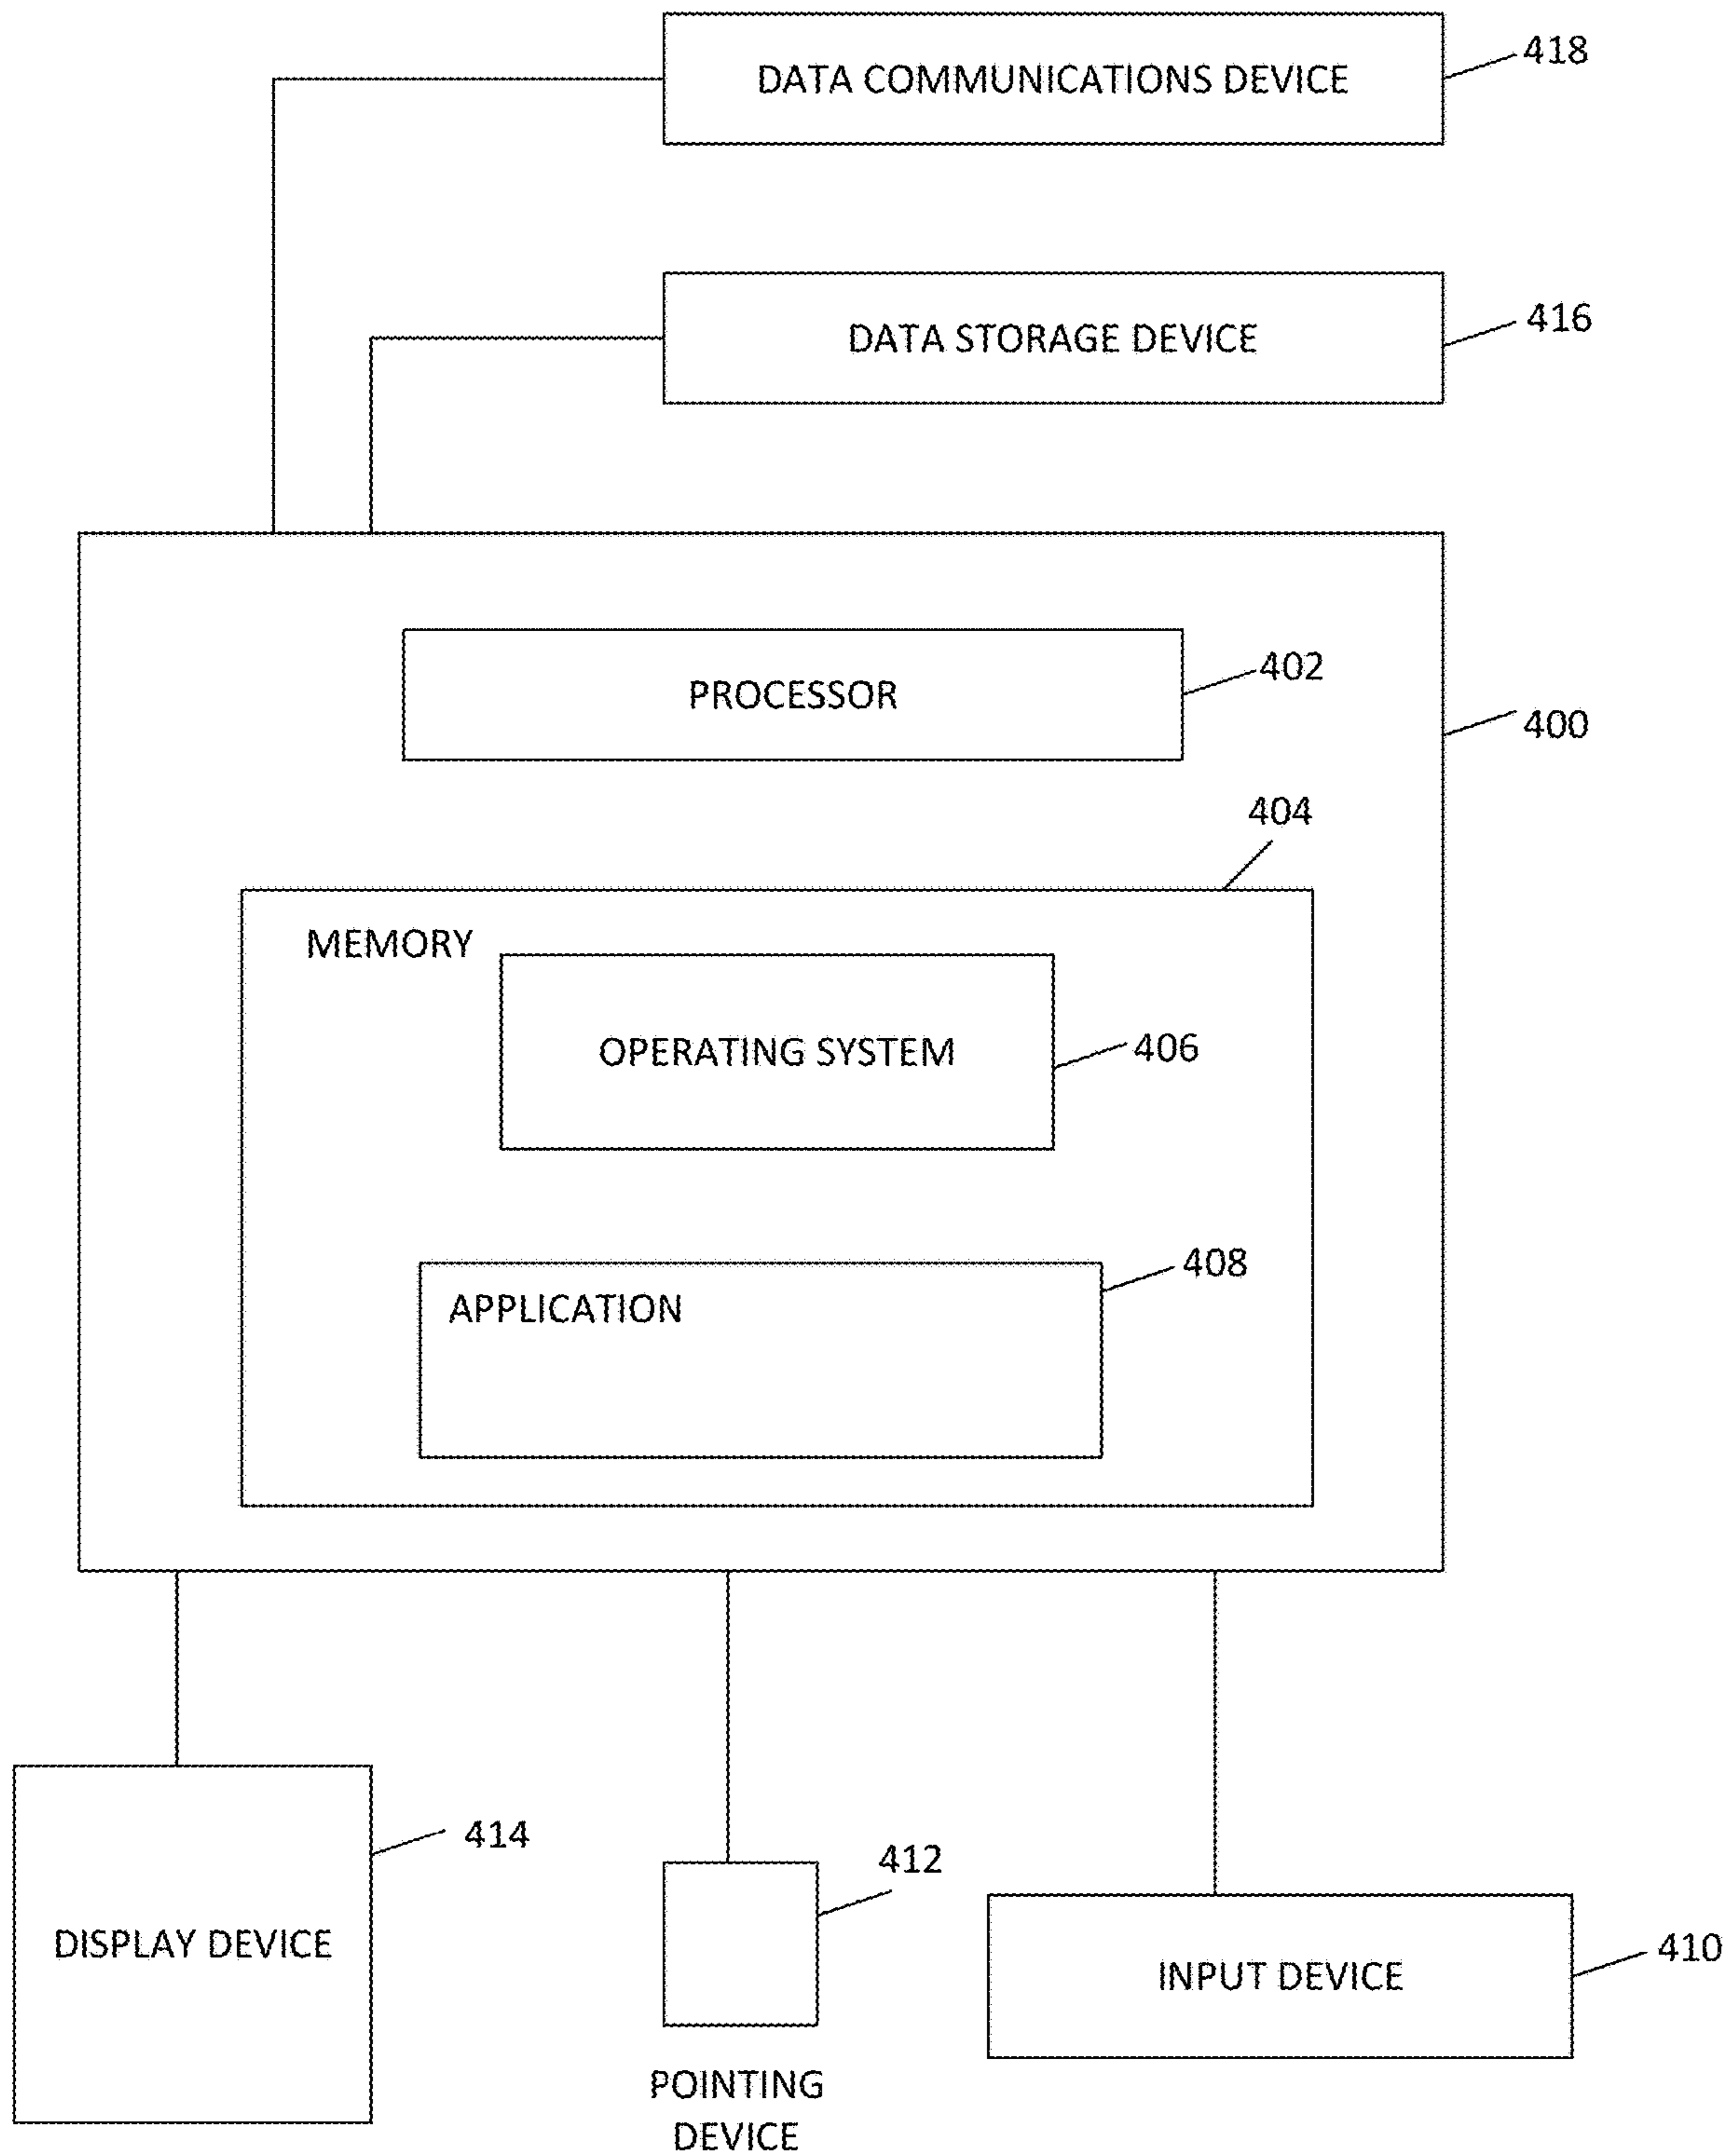 DATA COMMUNICATIONS DEVICE
418
DATA STORAGE DEVICE
416
PROCESSOR
402
400
404
MEMORY
OPERATING SYSTEM
406
408
APPLICATION
414
DISPLAY DEVICE
412
POINTING
DEVICE
410
INPUT DEVICE